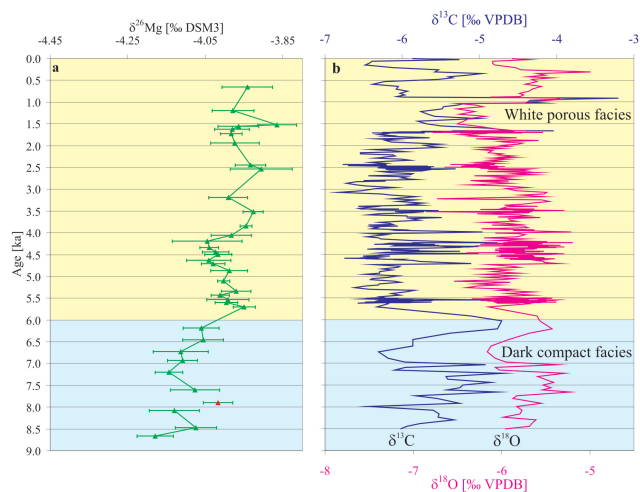 δ²⁶Mg [‰ DSM3]
δ¹³C [‰ VPDB]
-4.45 -4.25 -4.05 -3.85
-7 -6 -5 -4 -3
a
b
Age [ka]
0.0
0.5
1.0
1.5
2.0
2.5
3.0
3.5
4.0
4.5
5.0
5.5
6.0
6.5
7.0
7.5
8.0
8.5
9.0
White porous facies
Dark compact facies
δ¹³C δ¹⁸O
-8 -7 -6 -5 -4
δ¹⁸O [‰ VPDB]